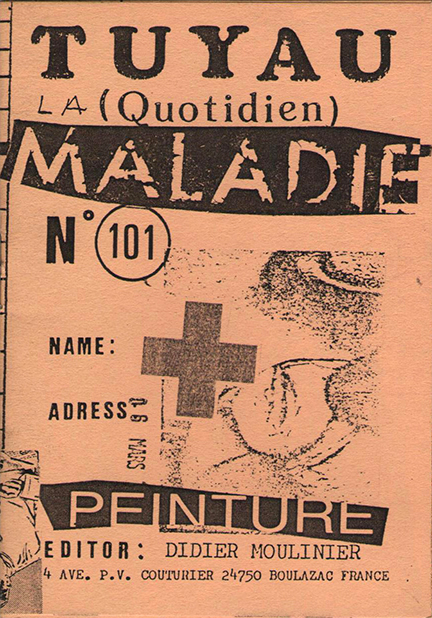 TUYAU
LA (Quotidien)
MALADIE
N° 101
NAME:
ADRESS:
06 MARS
PEINTURE
EDITOR: DIDIER MOULINIER
4 AVE. P.V. COUTURIER 24750 BOULAZAC FRANCE